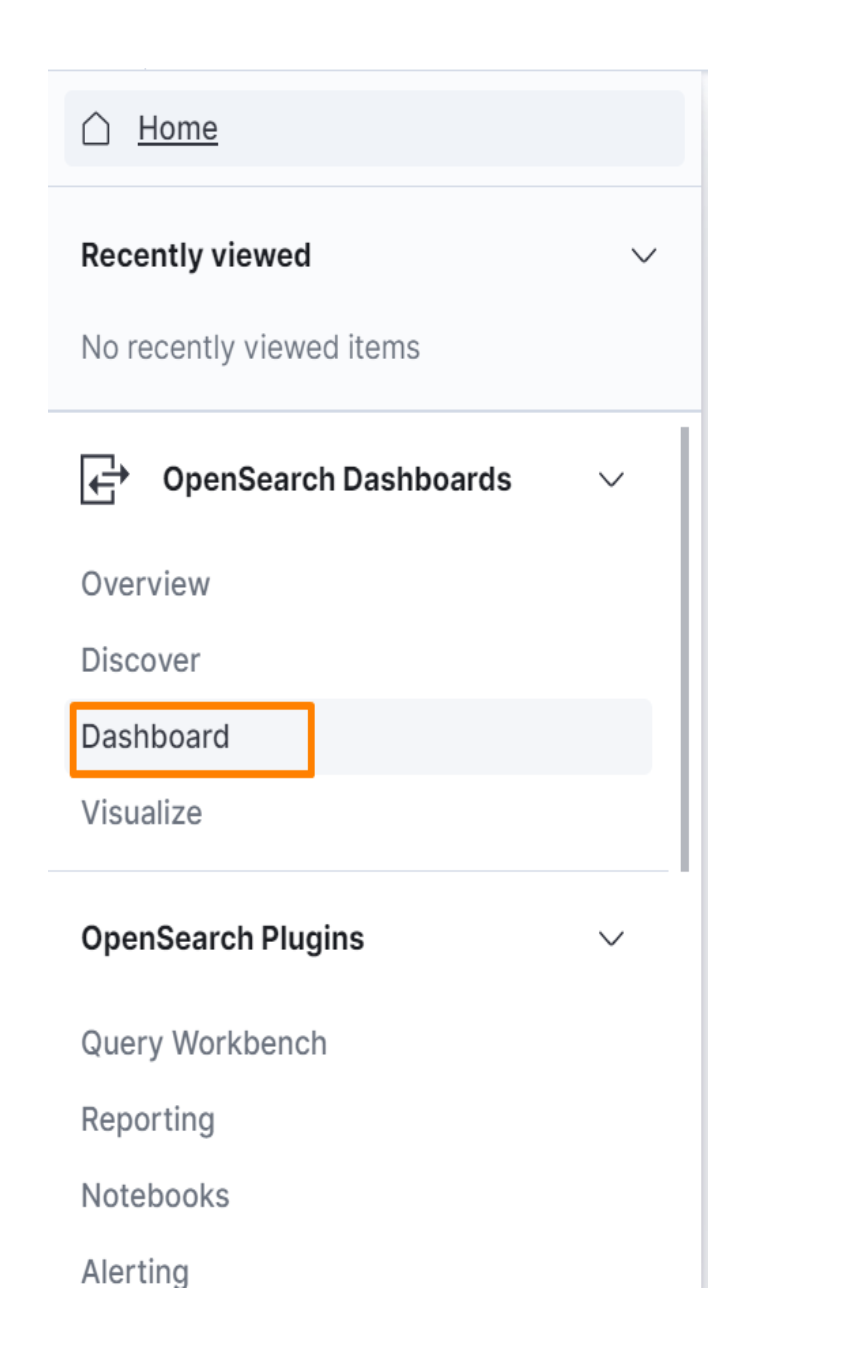 Home
Recently viewed
No recently viewed items
OpenSearch Dashboards
Overview
Discover
Dashboard
Visualize
OpenSearch Plugins
Query Workbench
Reporting
Notebooks
Alerting